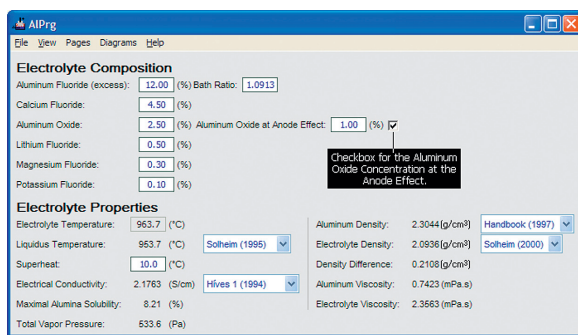 AlPrg
File View Pages Diagrams Help
Electrolyte Composition
Aluminum Fluoride (excess): 12.00 (%) Bath Ratio: 1.0913
Calcium Fluoride: 4.50 (%)
Aluminum Oxide: 2.50 (%) Aluminum Oxide at Anode Effect: 1.00 (%)
Lithium Fluoride: 0.50 (%)
Magnesium Fluoride: 0.30 (%)
Potassium Fluoride: 0.10 (%)
Checkbox for the Aluminum
Oxide Concentration at the
Anode Effect.
Electrolyte Properties
Electrolyte Temperature: 963.7 (°C)
Liquidus Temperature: 953.7 (°C) Solheim (1995)
Superheat: 10.0 (°C)
Electrical Conductivity: 2.1763 (S/cm) Híves 1 (1994)
Maximal Alumina Solubility: 8.21 (%)
Total Vapor Pressure: 533.6 (Pa)
Aluminum Density: 2.3044 [g/cm³] Handbook (1997)
Electrolyte Density: 2.0936 [g/cm³] Solheim (2000)
Density Difference: 0.2108 [g/cm³]
Aluminum Viscosity: 0.7423 (mPa.s)
Electrolyte Viscosity: 2.3563 (mPa.s)